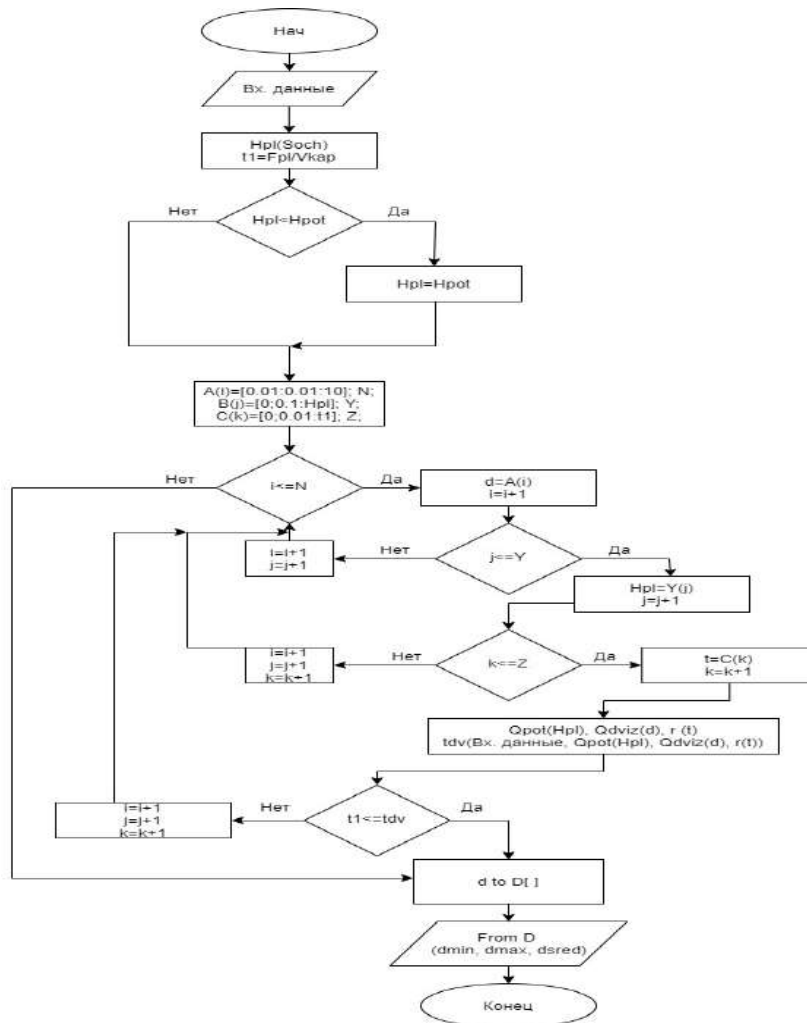 Нач
Вх. данные
Hpl(Soch)
t1=Fpl/Vkap
Нет
Hpl<Hpot
Да
Hpl=Hpot
A(i)=[0.01:0.01:10]; N;
B(j)=[0;0.1:Hpl]; Y;
C(k)=[0;0.01:t1]; Z;
Нет
i<=N
Да
d=A(i)
i=i+1
i=i+1
j=j+1
Нет
j<=Y
Да
Hpl=Y(j)
j=j+1
i=i+1
j=j+1
k=k+1
Нет
k<=Z
Да
t=C(k)
k=k+1
Qpot(Hpl), Qdviz(d), r (t)
tdv(Вх. данные, Qpot(Hpl), Qdviz(d), r(t))
i=i+1
j=j+1
k=k+1
Нет
t1<=tdv
Да
d to D[ ]
From D
(dmin, dmax, dsred)
Конец